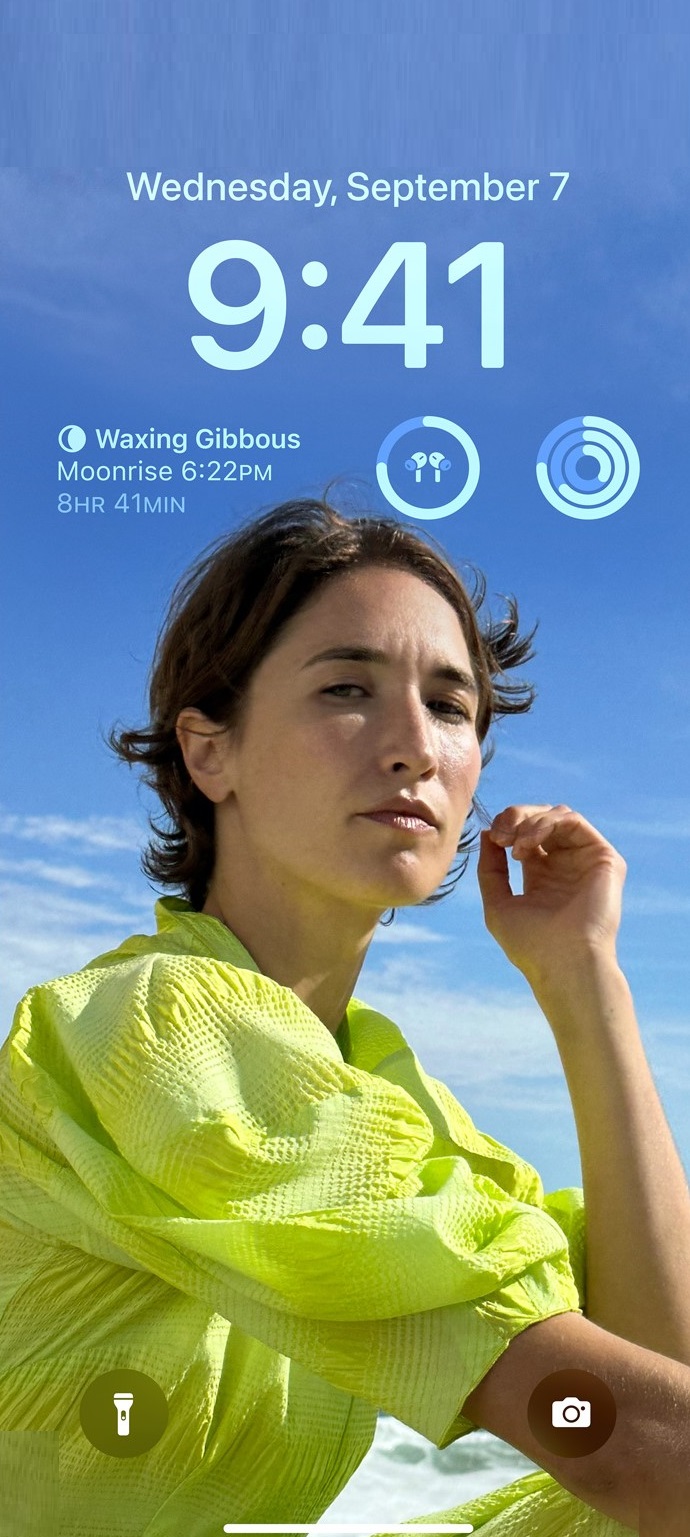 Wednesday, September 7
9:41
Waxing Gibbous
Moonrise 6:22PM
8HR 41MIN